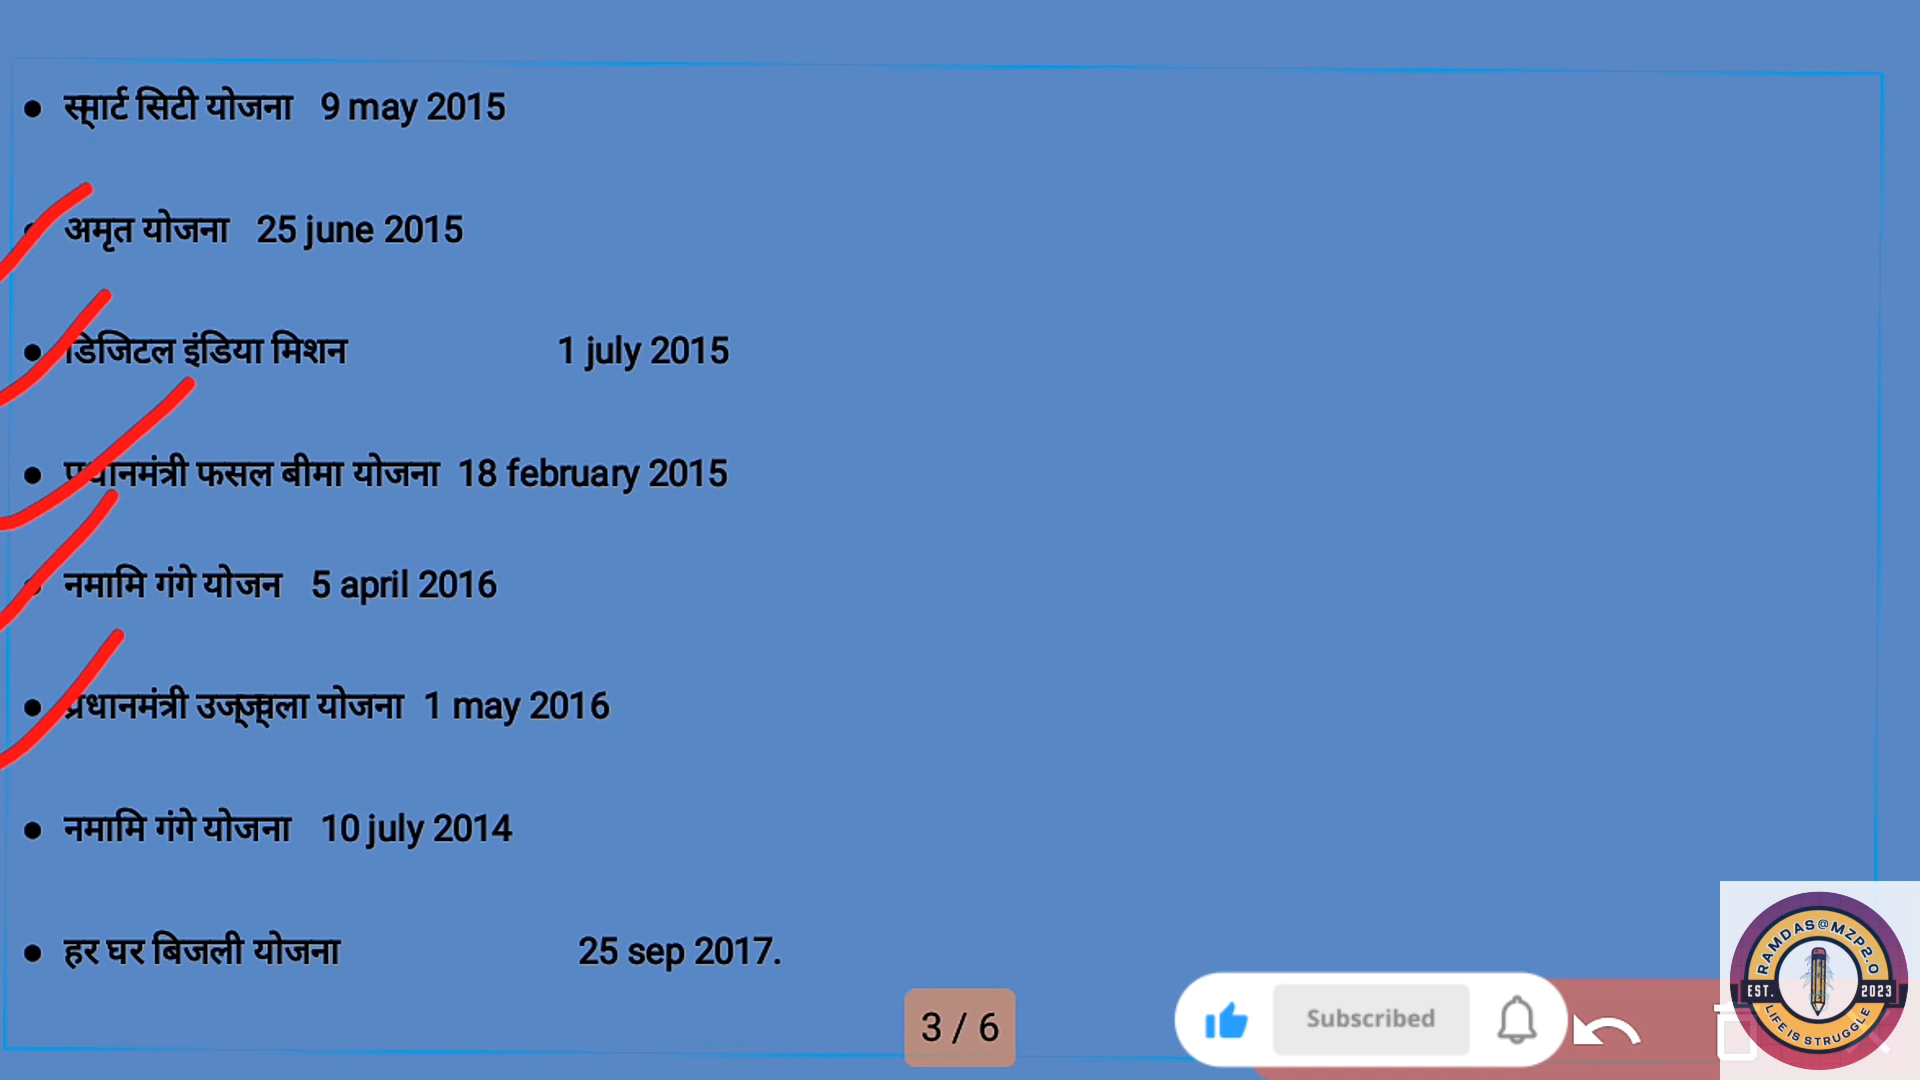 स्मार्ट सिटी योजना 9 may 2015
अमृत योजना 25 june 2015
डिजिटल इंडिया मिशन 1 july 2015
प्रधानमंत्री फसल बीमा योजना 18 february 2015
नमामि गंगे योजन 5 april 2016
प्रधानमंत्री उज्ज्वला योजना 1 may 2016
नमामि गंगे योजना 10 july 2014
हर घर बिजली योजना 25 sep 2017.
3 / 6
Subscribed
RAMDAS@MZP2.0
EST. 2023
LIFE IS STRUGGLE